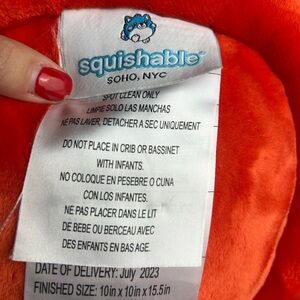 squishable™
SOHO, NYC
SPOT CLEAN ONLY
LIMPIE SOLO LAS MANCHAS
NE PAS LAVER, DETACHER A SEC UNIQUEMENT
DO NOT PLACE IN CRIB OR BASSINET
WITH INFANTS.
NO COLOQUE EN PESEBRE O CUNA
CON LOS INFANTES.
NE PAS PLACER DANS LE LIT
DE BEBE OU BERCEAU AVEC
DES ENFANTS EN BAS AGE.
DATE OF DELIVERY: July 2023
FINISHED SIZE: 10in x 10in x 15.5in